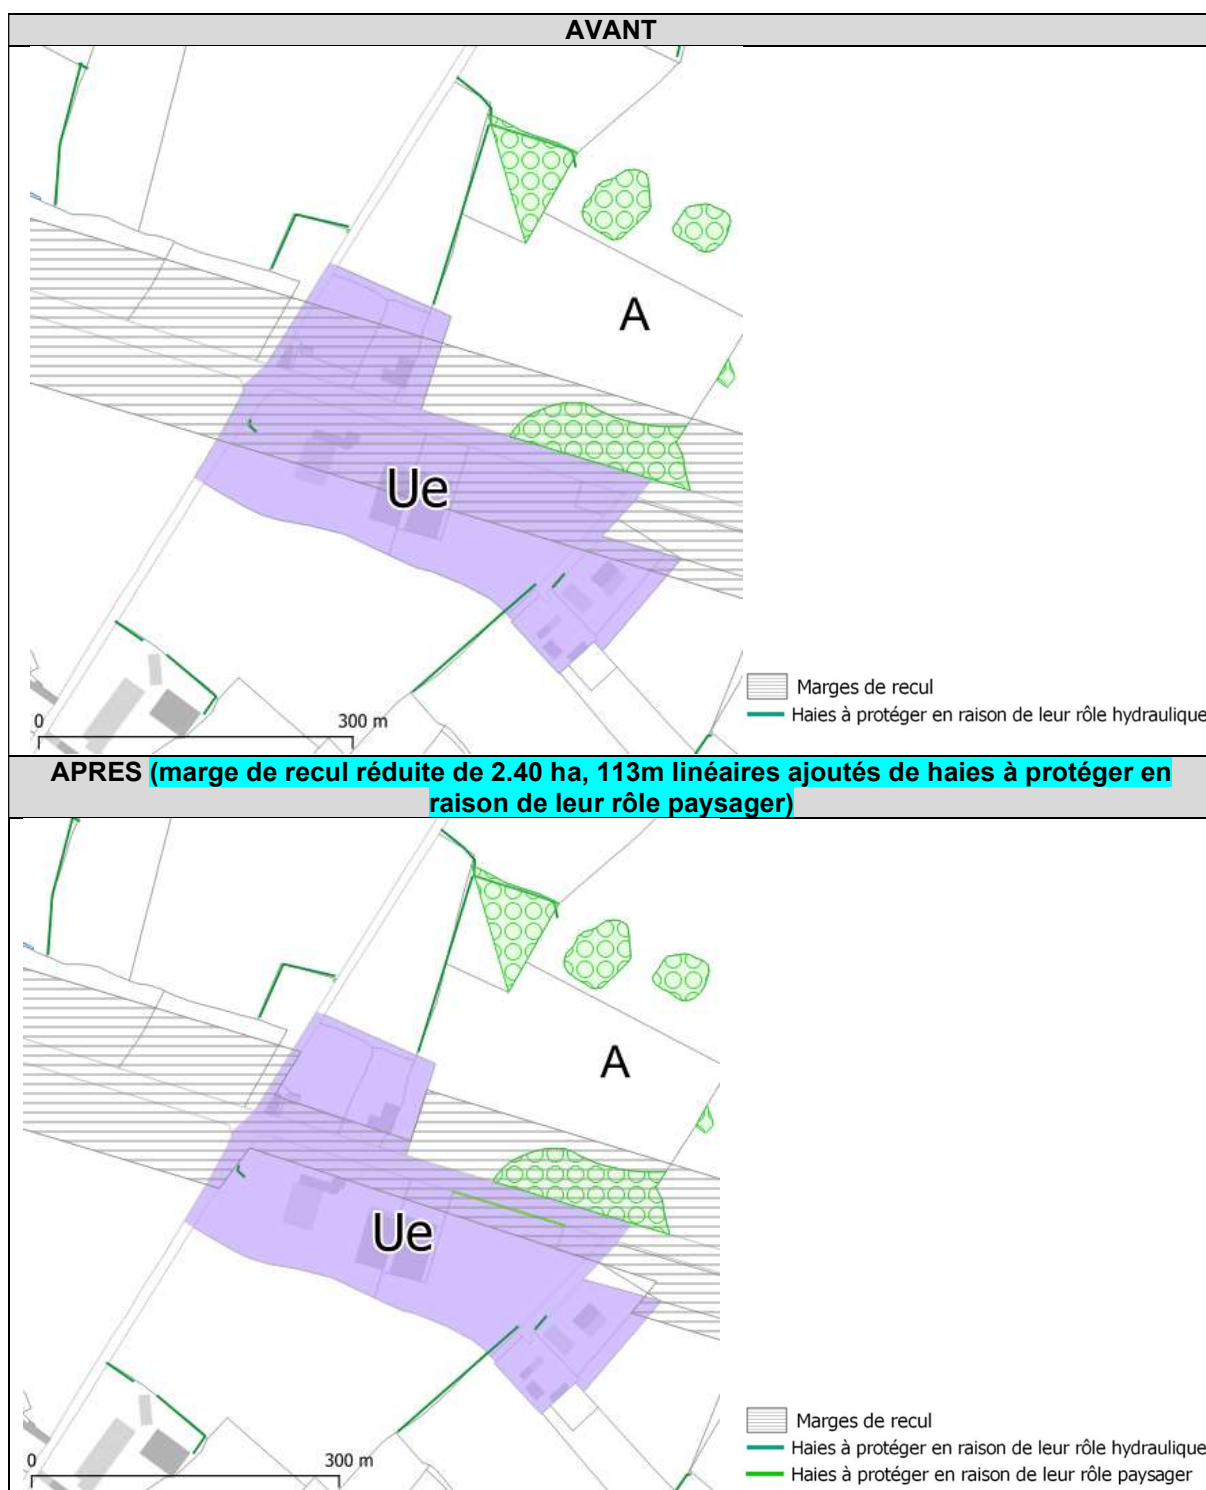 AVANT
A
Ue
0 300 m
Marges de recul
Haies à protéger en raison de leur rôle hydraulique
APRES (marge de recul réduite de 2.40 ha, 113m linéaires ajoutés de haies à protéger en
raison de leur rôle paysager)
A
Ue
0 300 m
Marges de recul
Haies à protéger en raison de leur rôle hydraulique
Haies à protéger en raison de leur rôle paysager